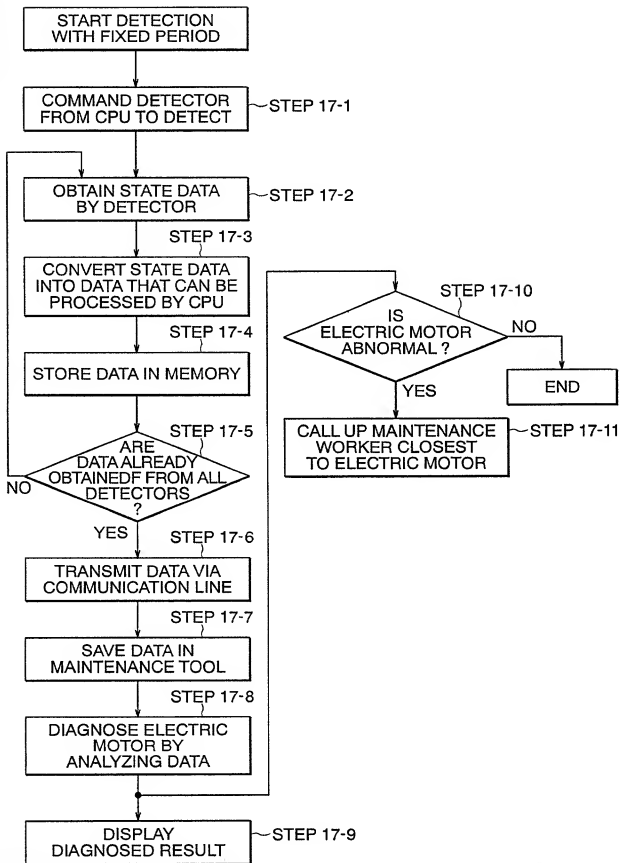 START DETECTION
WITH FIXED PERIOD
COMMAND DETECTOR
FROM CPU TO DETECT
STEP 17-1
OBTAIN STATE DATA
BY DETECTOR
STEP 17-2
STEP 17-3
CONVERT STATE DATA
INTO DATA THAT CAN BE
PROCESSED BY CPU
STEP 17-4
STORE DATA IN MEMORY
STEP 17-5
ARE
DATA ALREADY
OBTAINEDF FROM ALL
DETECTORS
?
NO
YES
STEP 17-6
TRANSMIT DATA VIA
COMMUNICATION LINE
STEP 17-7
SAVE DATA IN
MAINTENANCE TOOL
STEP 17-8
DIAGNOSE ELECTRIC
MOTOR BY
ANALYZING DATA
DISPLAY
DIAGNOSED RESULT
STEP 17-9
STEP 17-10
IS
ELECTRIC MOTOR
ABNORMAL ?
NO
END
YES
CALL UP MAINTENANCE
WORKER CLOSEST
TO ELECTRIC MOTOR
STEP 17-11